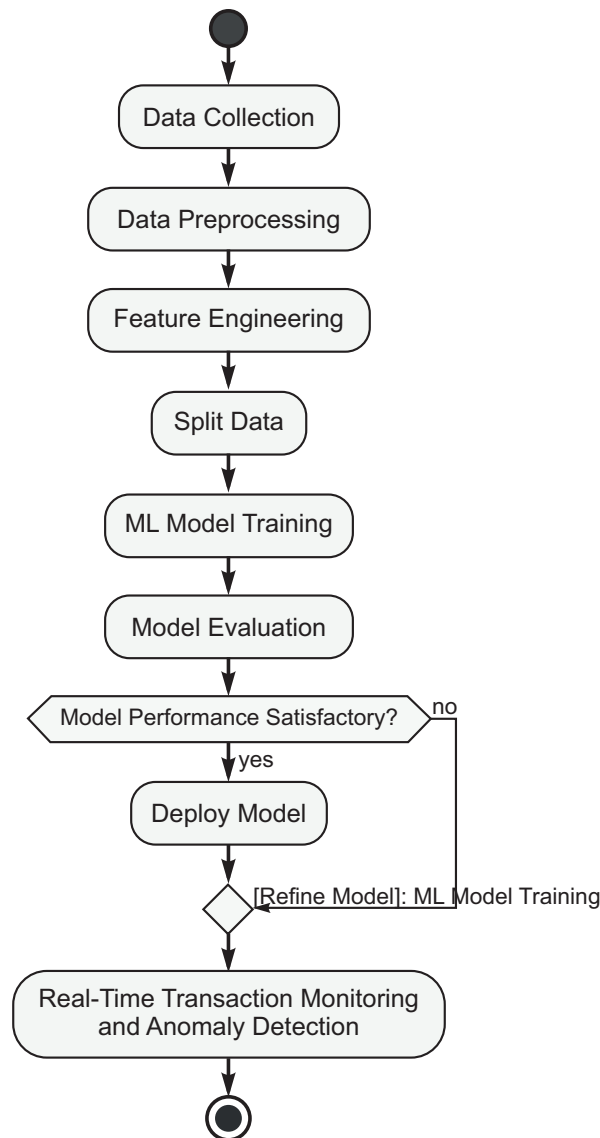 Data Collection
Data Preprocessing
Feature Engineering
Split Data
ML Model Training
Model Evaluation
Model Performance Satisfactory?
no
yes
Deploy Model
[Refine Model]: ML Model Training
Real-Time Transaction Monitoring
and Anomaly Detection